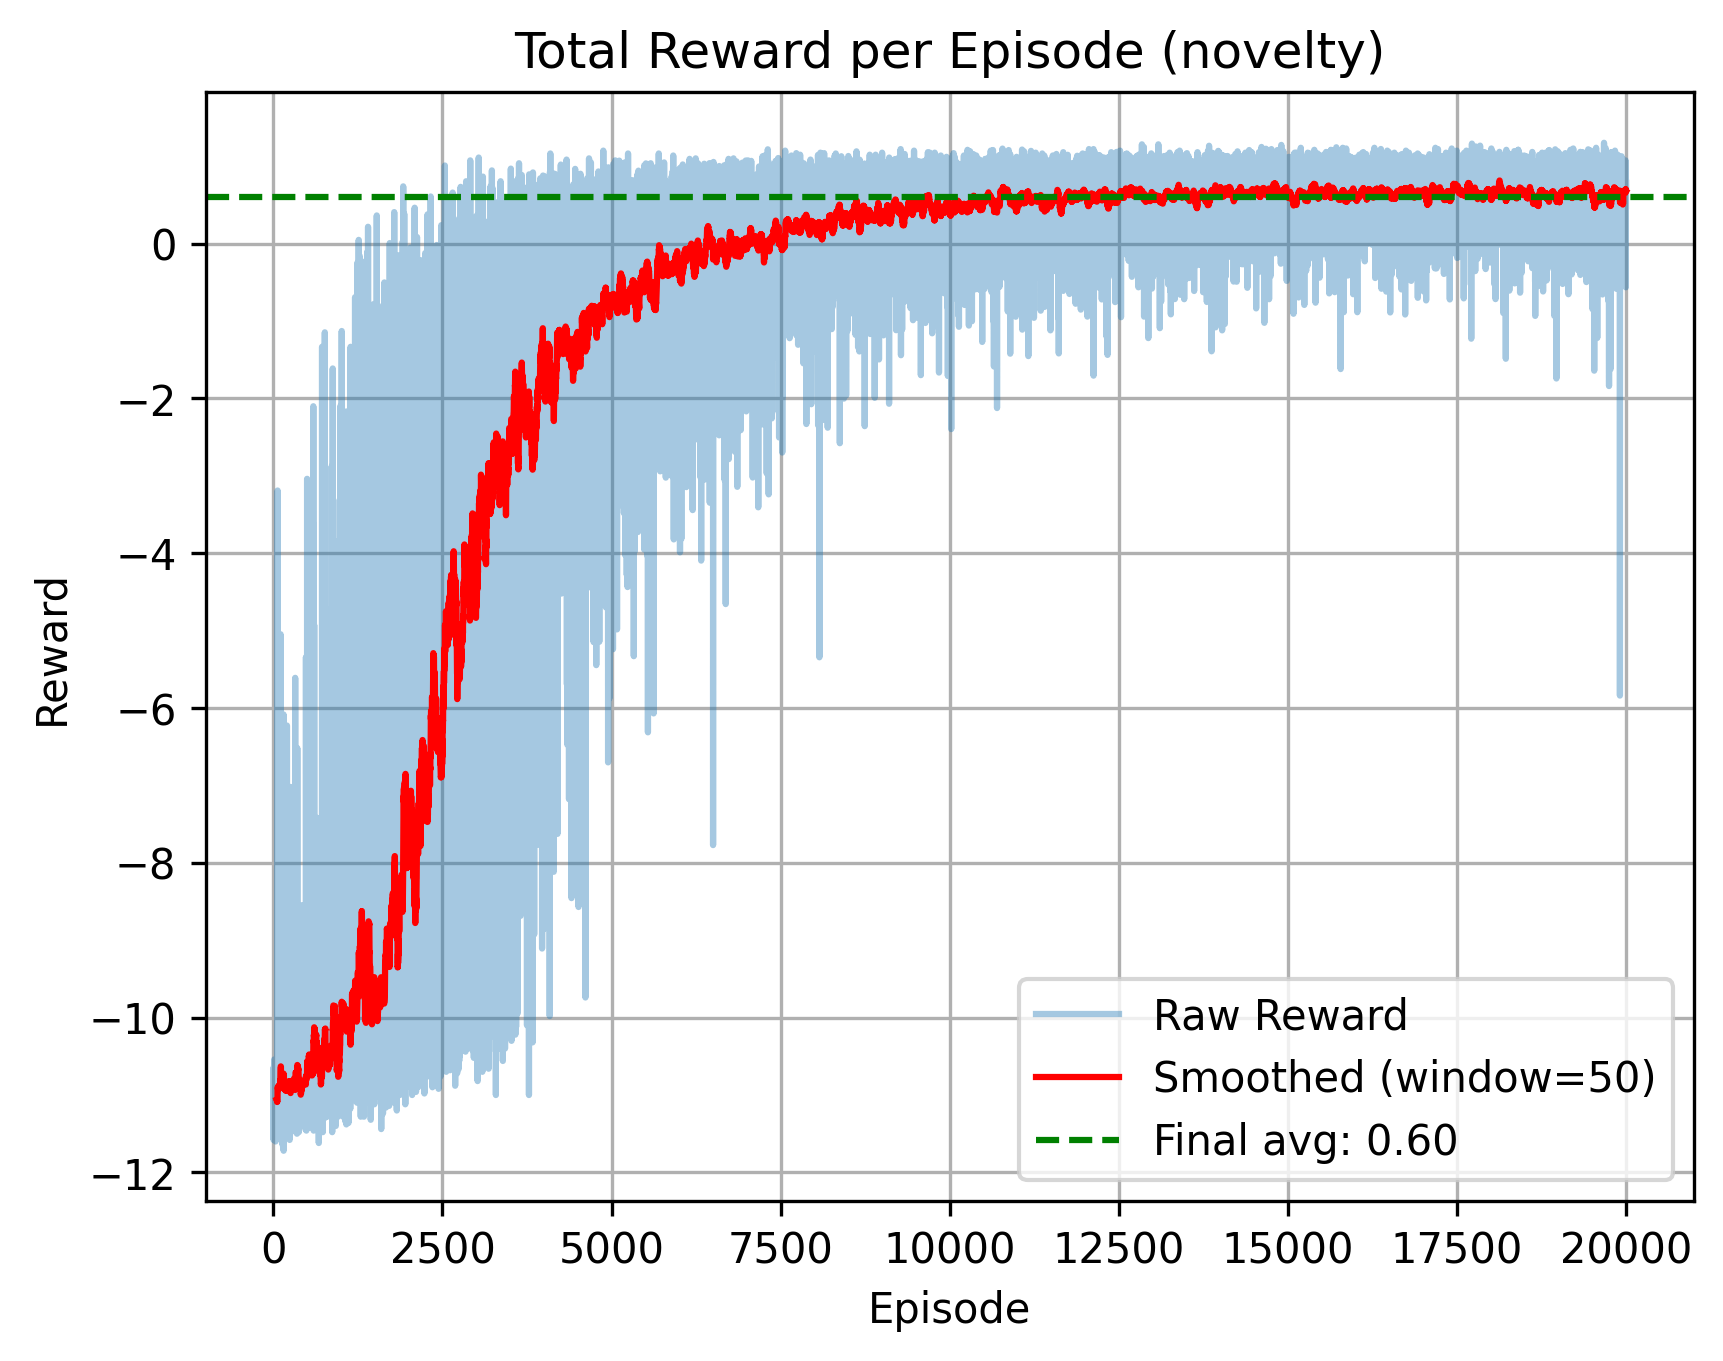 Total Reward per Episode (novelty)
0
−2
−4
−6
−8
−10
−12
Reward
Raw Reward
Smoothed (window=50)
Final avg: 0.60
0 2500 5000 7500 10000 12500 15000 17500 20000
Episode